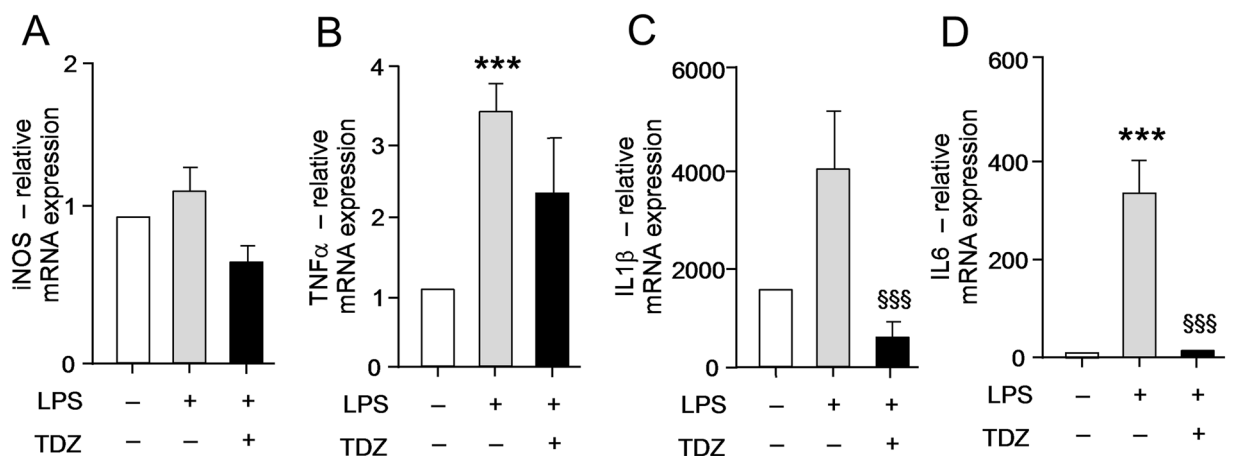 A
iNOS – relative
mRNA expression
2
1
0
LPS – + +
TDZ – – +
B
TNFα – relative
mRNA expression
4
3
2
1
0
***
LPS – + +
TDZ – – +
C
IL1β – relative
mRNA expression
6000
4000
2000
0
§§§
LPS – + +
TDZ – – +
D
IL6 – relative
mRNA expression
600
400
200
0
***
§§§
LPS – + +
TDZ – – +